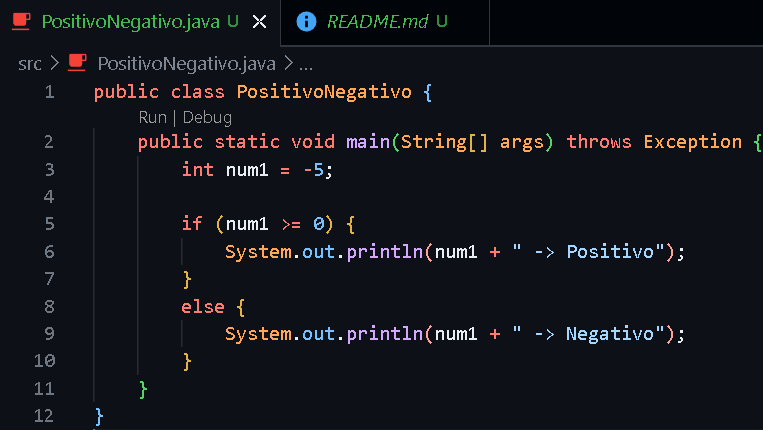 PositivoNegativo.java U × README.md U
src > PositivoNegativo.java > ...
1 public class PositivoNegativo {
Run | Debug
2 public static void main(String[] args) throws Exception {
3 int num1 = -5;
4
5 if (num1 >= 0) {
6 System.out.println(num1 + " -> Positivo");
7 }
8 else {
9 System.out.println(num1 + " -> Negativo");
10 }
11 }
12 }